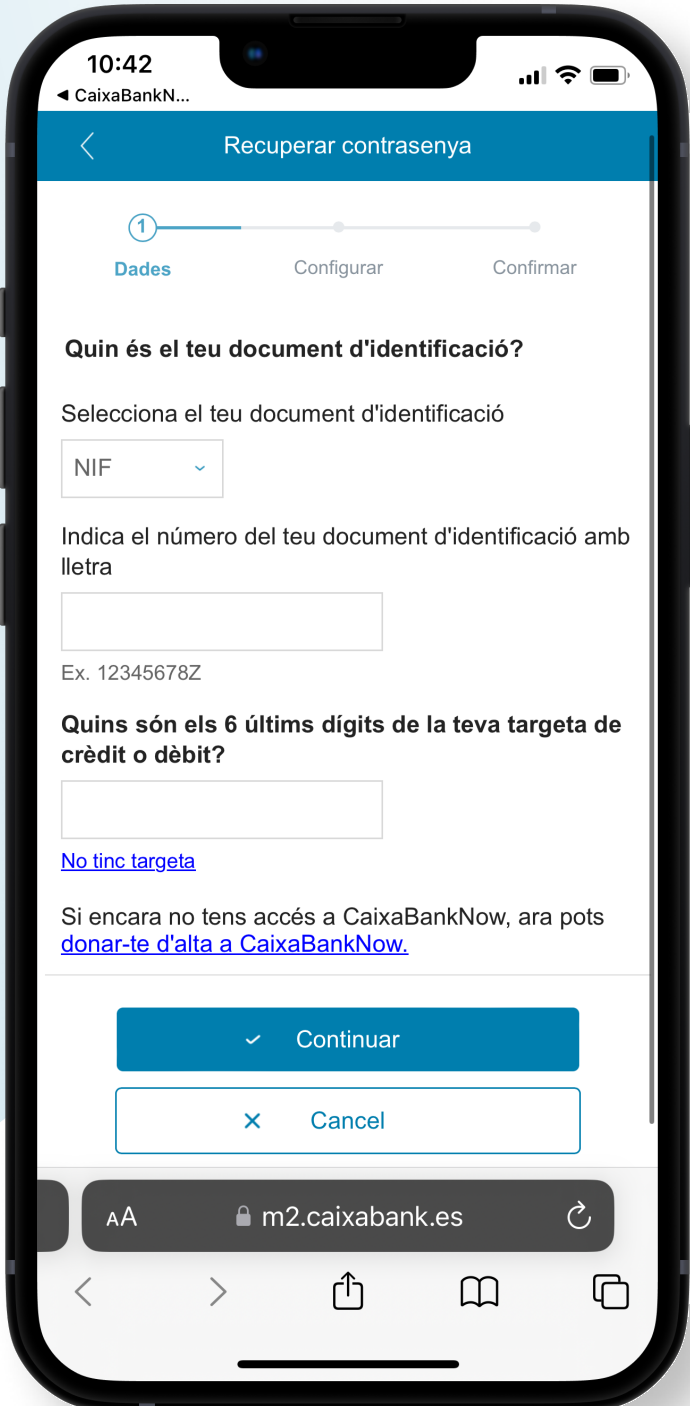 10:42
◀ CaixaBankN...
Recuperar contrasenya
1
Dades
Configurar
Confirmar
Quin és el teu document d'identificació?
Selecciona el teu document d'identificació
NIF
Indica el número del teu document d'identificació amb
lletra
Ex. 12345678Z
Quins són els 6 últims dígits de la teva targeta de
crèdit o dèbit?
No tinc targeta
Si encara no tens accés a CaixaBankNow, ara pots
donar-te d'alta a CaixaBankNow.
Continuar
Cancel
AA m2.caixabank.es